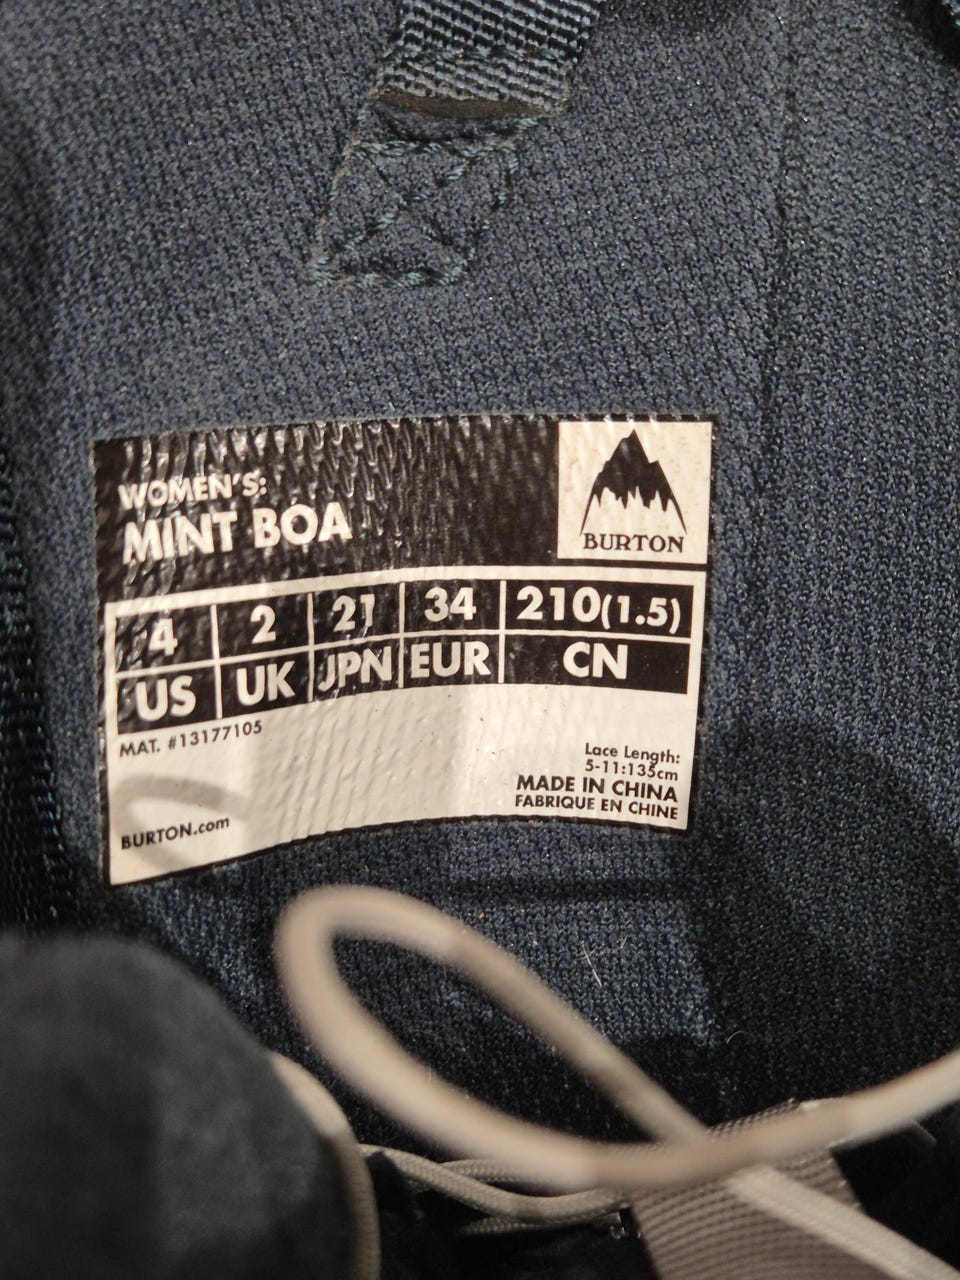 WOMEN'S:
MINT BOA
BURTON
4 2 21 34 210(1.5)
US UK JPN EUR CN
MAT. #13177105
Lace Length:
5-11:135cm
MADE IN CHINA
FABRIQUE EN CHINE
BURTON.com